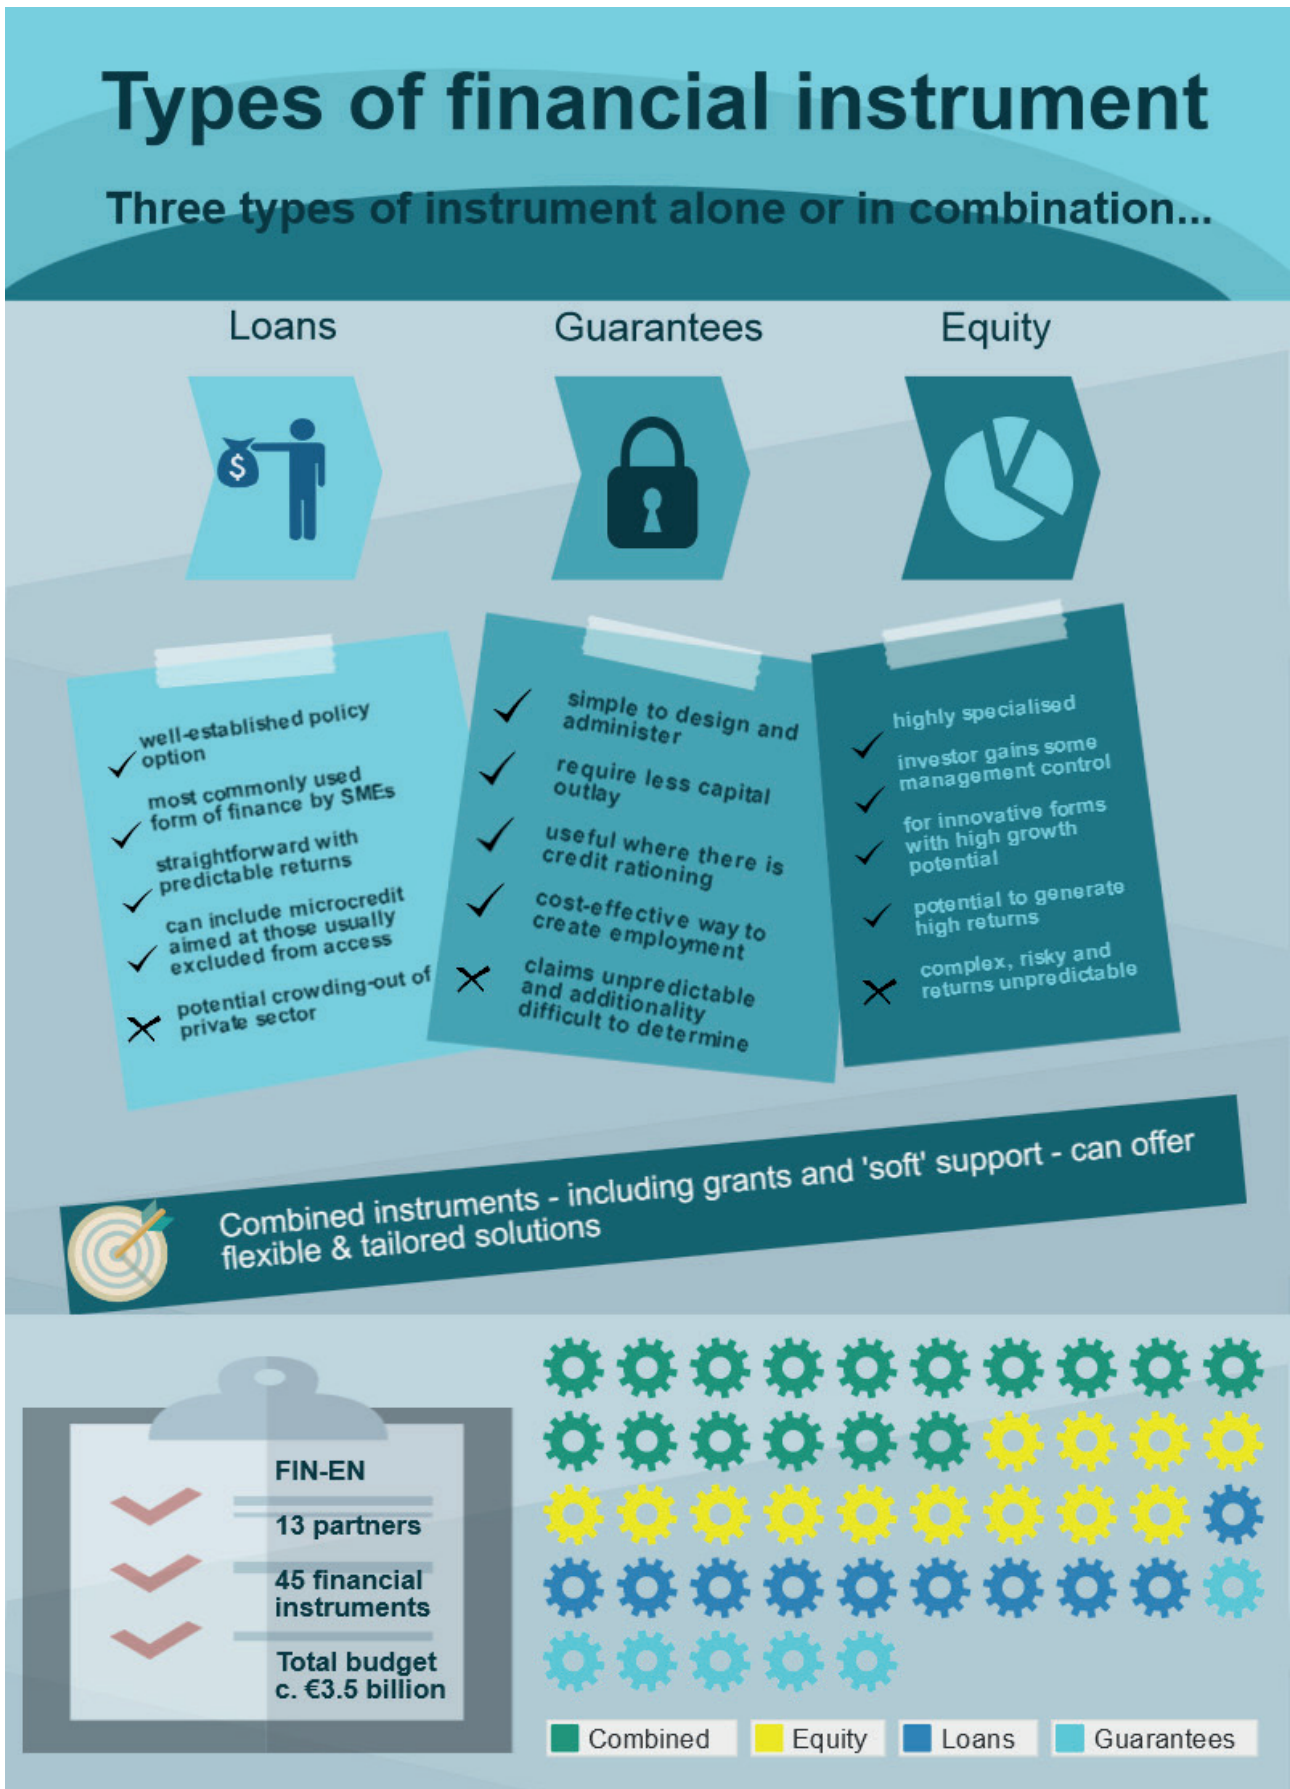 Types of financial instrument
Three types of instrument alone or in combination...
Loans
Guarantees
Equity
$
well-established policy
option
most commonly used
form of finance by SMEs
straightforward with
predictable returns
can include microcredit
aimed at those usually
excluded from access
potential crowding-out of
private sector
simple to design and
administer
require less capital
outlay
useful where there is
credit rationing
cost-effective way to
create employment
claims unpredictable
and additionality
difficult to determine
highly specialised
investor gains some
management control
for innovative forms
with high growth
potential
potential to generate
high returns
complex, risky and
returns unpredictable
Combined instruments - including grants and 'soft' support - can offer
flexible & tailored solutions
FIN-EN
13 partners
45 financial
instruments
Total budget
c. €3.5 billion
Combined
Equity
Loans
Guarantees